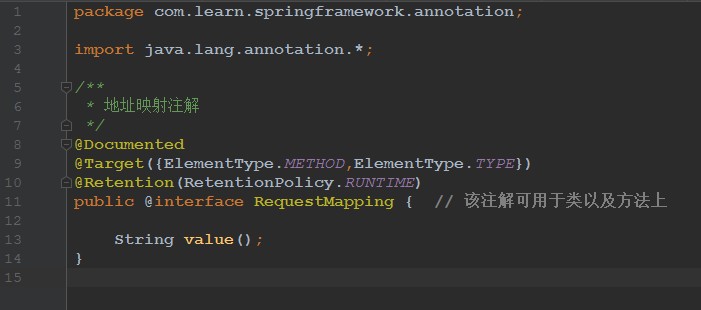 1 package com.learn.springframework.annotation;
2
3 import java.lang.annotation.*;
4
5 /**
6  * 地址映射注解
7  */
8 @Documented
9 @Target({ElementType.METHOD,ElementType.TYPE})
10 @Retention(RetentionPolicy.RUNTIME)
11 public @interface RequestMapping {  // 该注解可用于类以及方法上
12
13     String value();
14 }
15